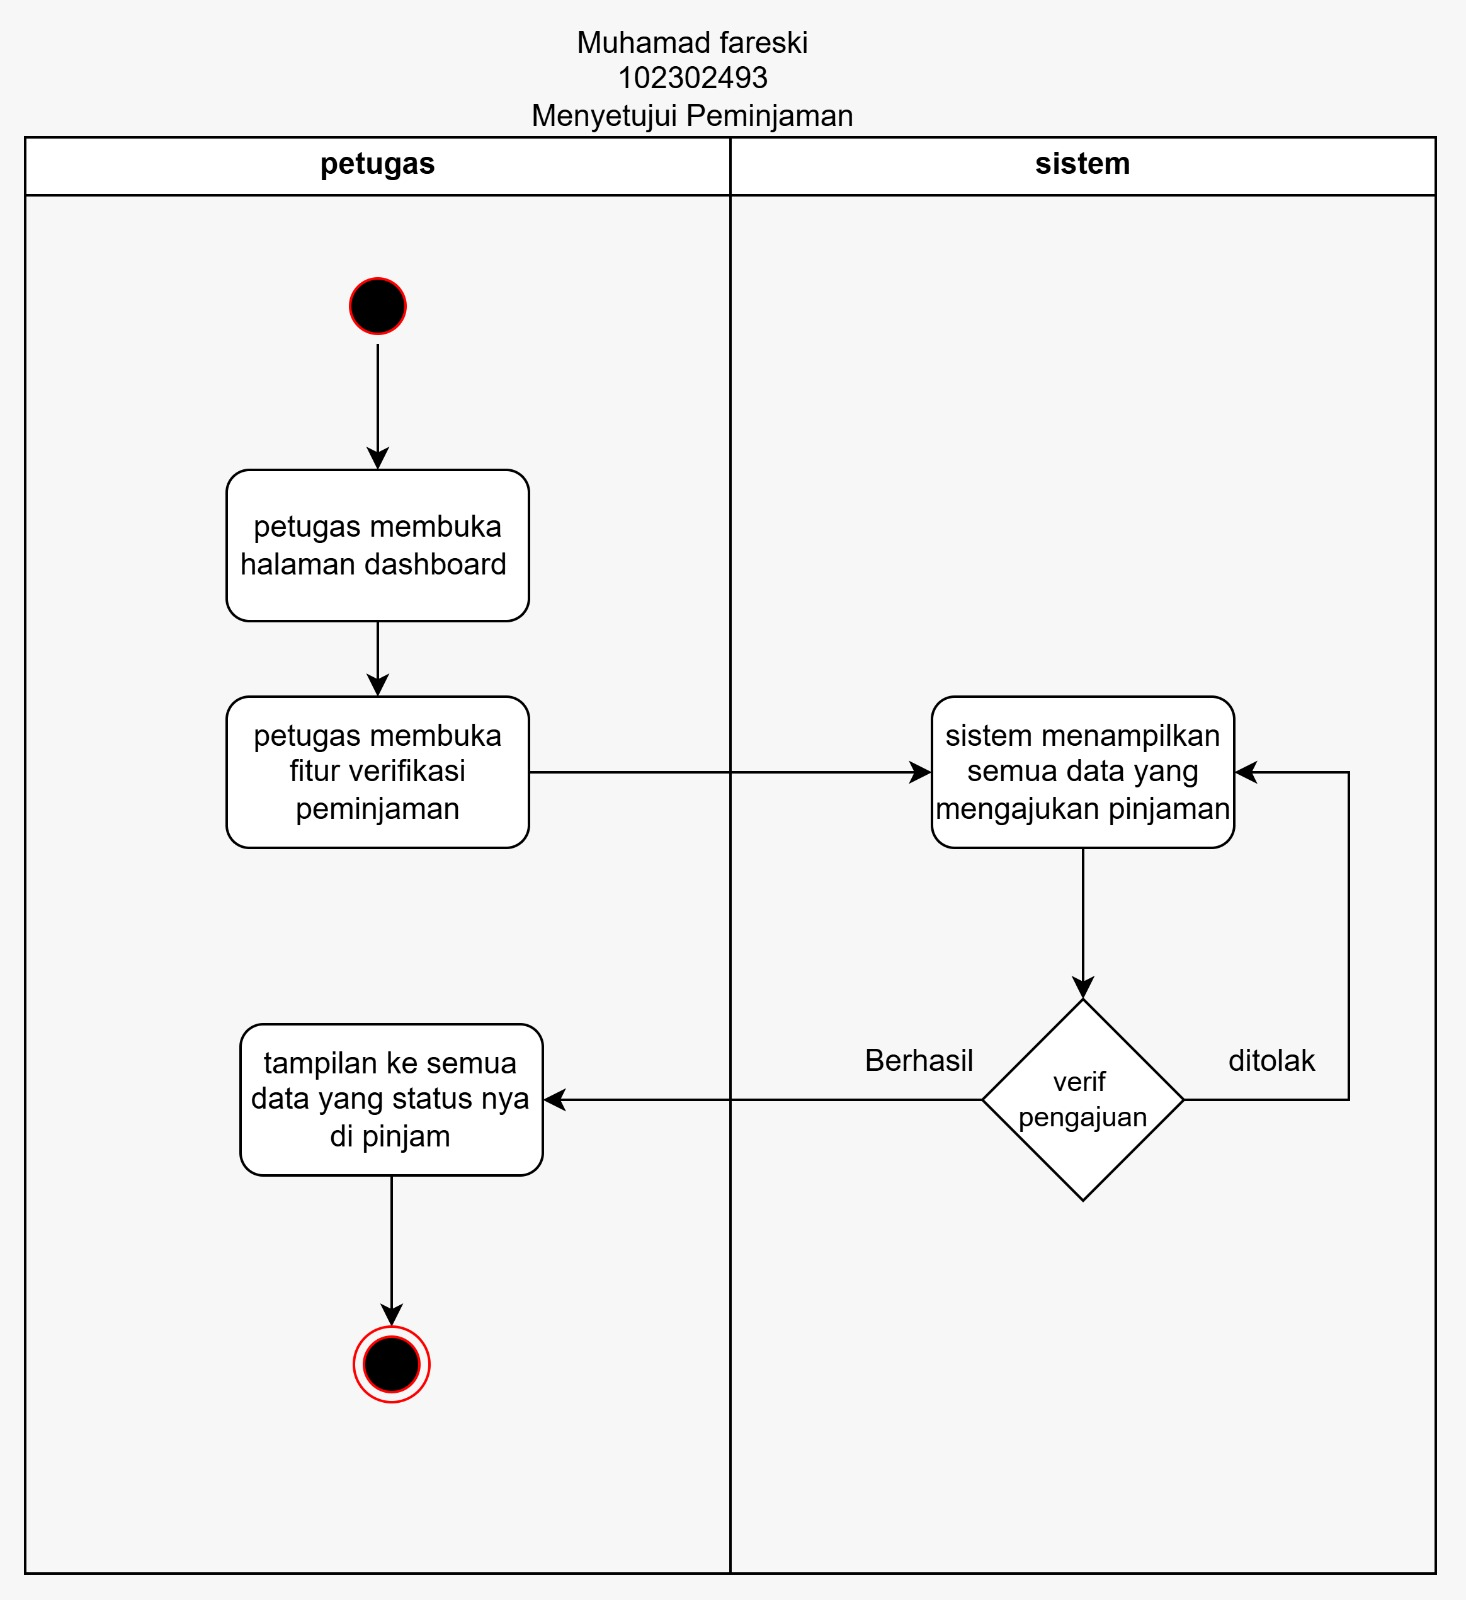 Muhamad fareski
102302493
Menyetujui Peminjaman
petugas
sistem
petugas membuka
halaman dashboard
petugas membuka
fitur verifikasi
peminjaman
sistem menampilkan
semua data yang
mengajukan pinjaman
Berhasil
verif
pengajuan
ditolak
tampilan ke semua
data yang status nya
di pinjam